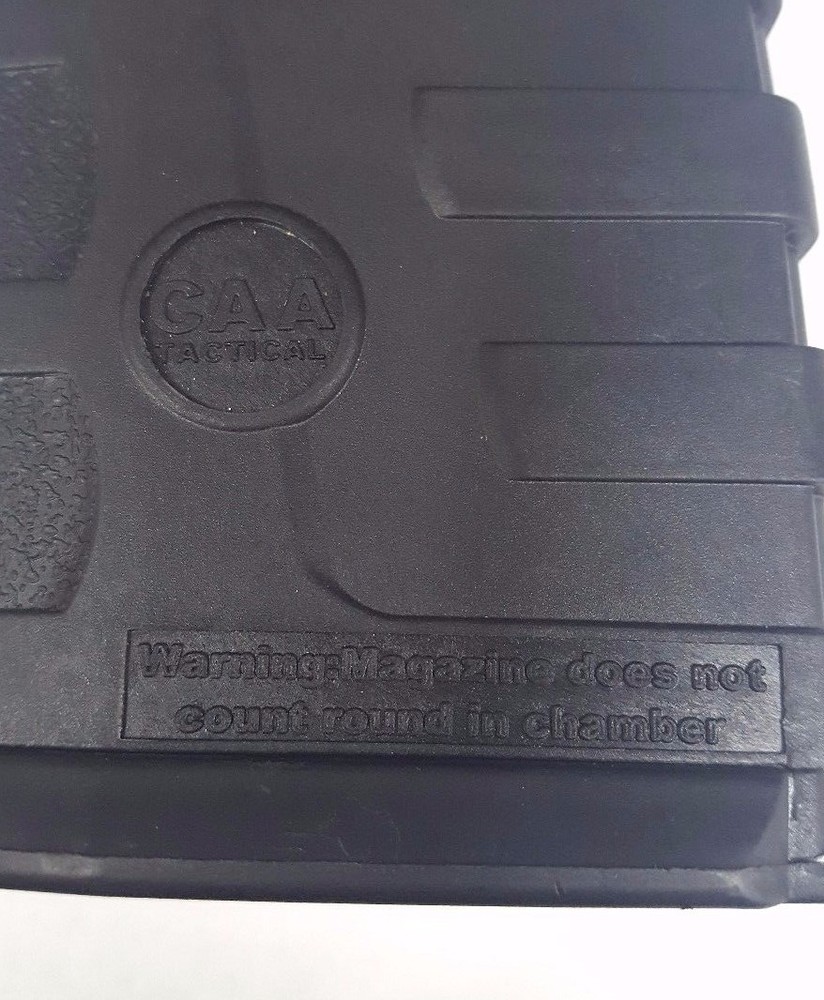 CAA
TACTICAL
Warning:Magazine does not
count round in chamber